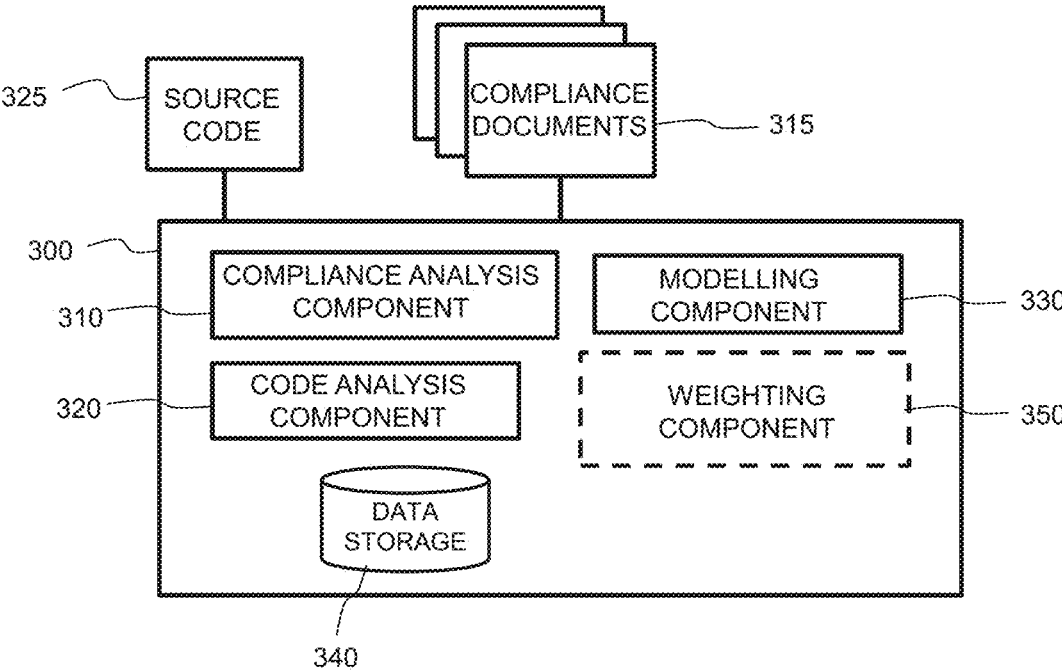 325
SOURCE
CODE
COMPLIANCE
DOCUMENTS
315
300
COMPLIANCE ANALYSIS
COMPONENT
310
MODELLING
COMPONENT
330
CODE ANALYSIS
COMPONENT
320
WEIGHTING
COMPONENT
350
DATA
STORAGE
340